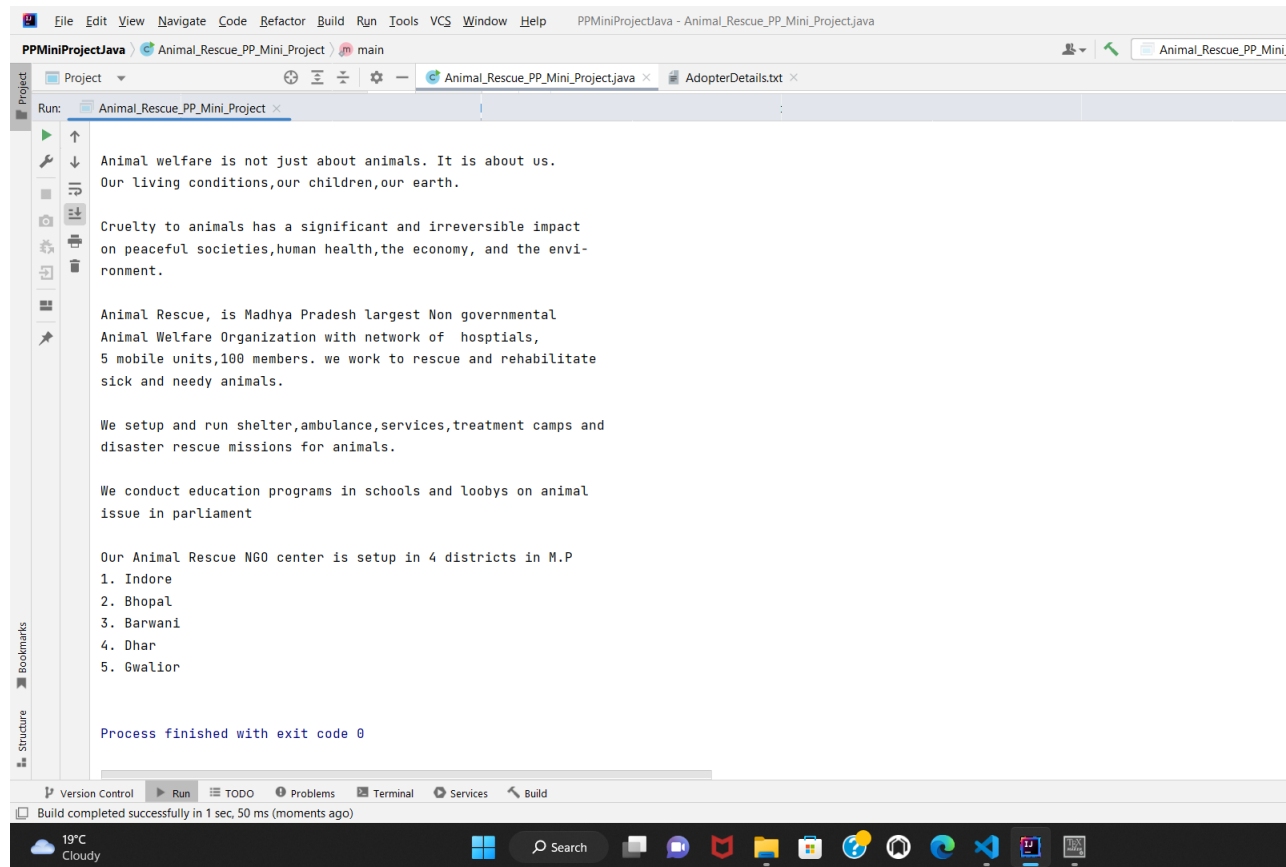 File Edit View Navigate Code Refactor Build Run Tools VCS Window Help PPMiniProjectJava - Animal_Rescue_PP_Mini_Project.java
PPMiniProjectJava Animal_Rescue_PP_Mini_Project main Animal_Rescue_PP_Mini_
Project Project Animal_Rescue_PP_Mini_Project.java AdopterDetails.txt
Run: Animal_Rescue_PP_Mini_Project
Animal welfare is not just about animals. It is about us.
Our living conditions,our children,our earth.
Cruelty to animals has a significant and irreversible impact
on peaceful societies,human health,the economy, and the envi-
ronment.
Animal Rescue, is Madhya Pradesh largest Non governmental
Animal Welfare Organization with network of  hosptials,
5 mobile units,100 members. we work to rescue and rehabilitate
sick and needy animals.
We setup and run shelter,ambulance,services,treatment camps and
disaster rescue missions for animals.
We conduct education programs in schools and loobys on animal
issue in parliament
Our Animal Rescue NGO center is setup in 4 districts in M.P
1. Indore
2. Bhopal
3. Barwani
4. Dhar
5. Gwalior
Bookmarks
Structure
Process finished with exit code 0
Version Control Run TODO Problems Terminal Services Build
Build completed successfully in 1 sec, 50 ms (moments ago)
19°C
Cloudy
Search